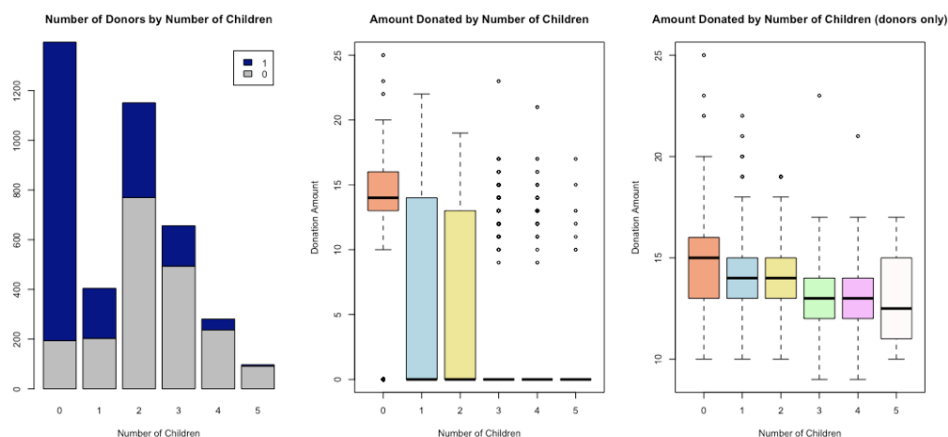 Number of Donors by Number of Children
1
0
0
200
400
600
800
1000
1200
0 1 2 3 4 5
Number of Children
Amount Donated by Number of Children
Donation Amount
0
5
10
15
20
25
0 1 2 3 4 5
Number of Children
Amount Donated by Number of Children (donors only)
Donation Amount
10
15
20
25
0 1 2 3 4 5
Number of Children